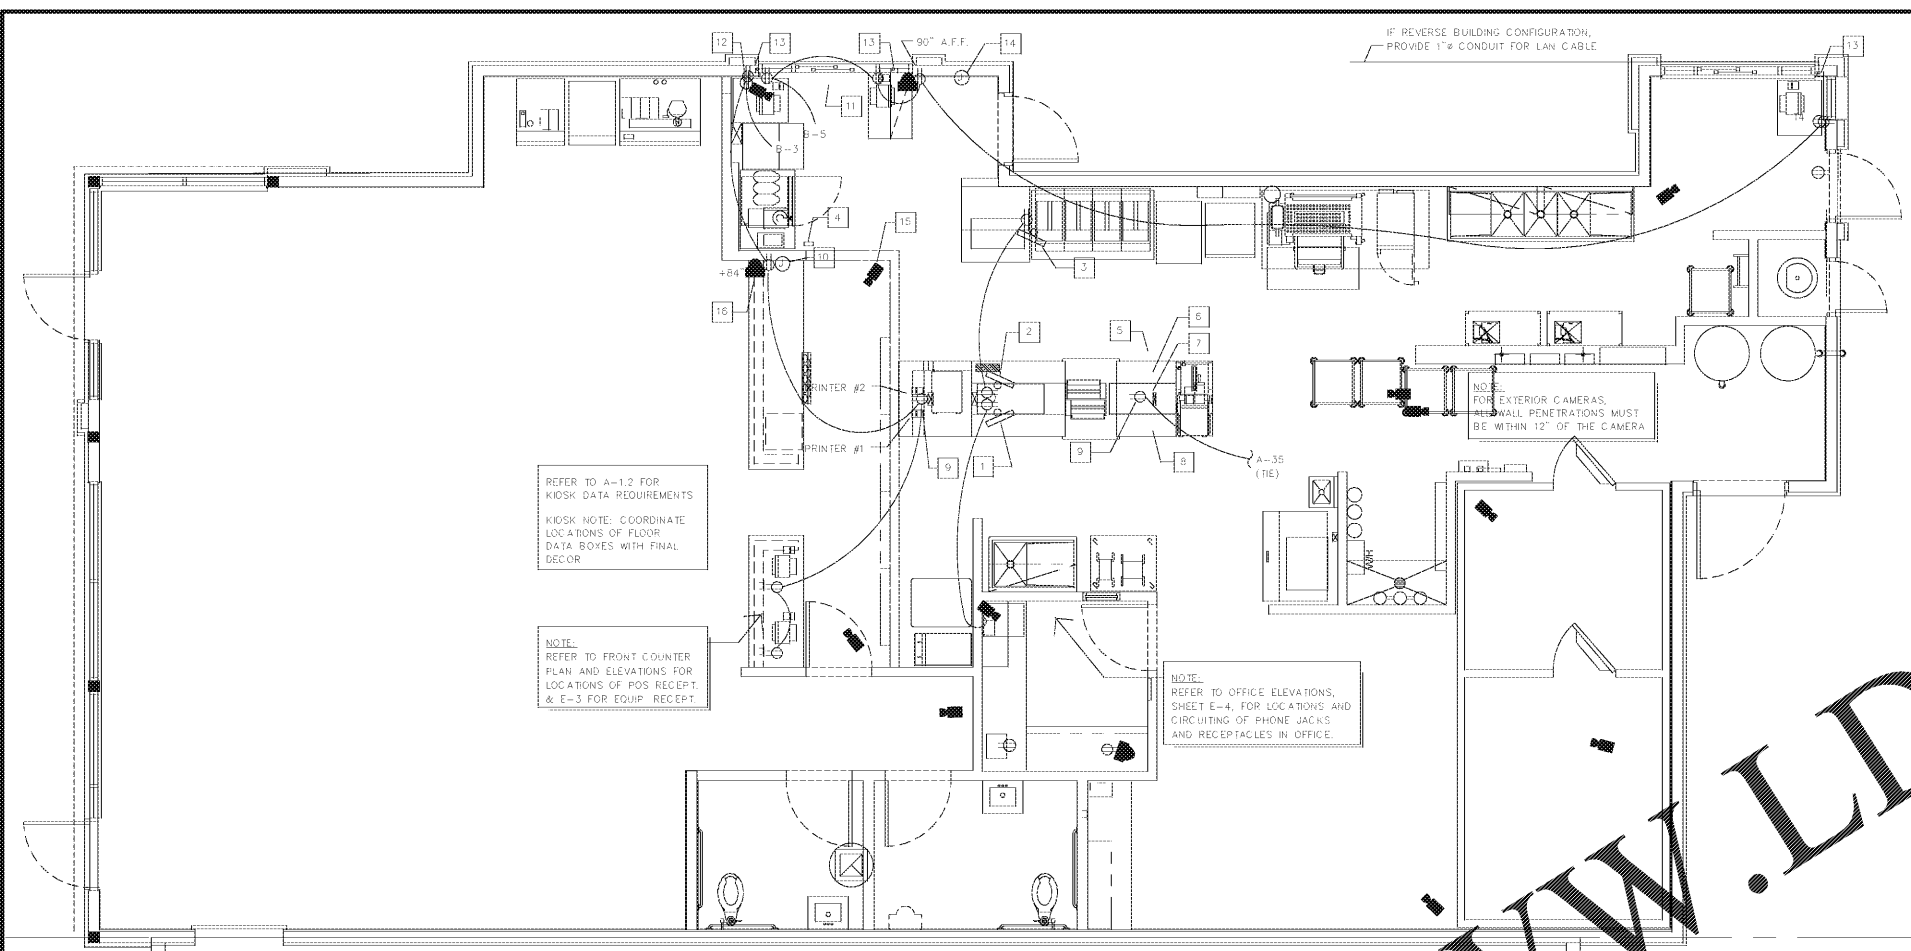 IF REVERSE BUILDING CONFIGURATION,
PROVIDE 1"ø CONDUIT FOR LAN CABLE
12
13
13
90" A.F.F.
14
13
11
B-5
B-3
4
15
10
+84"
3
16
2
5
6
7
PRINTER #2
PRINTER #1
9
1
9
8
A-35
(TIE)
NOTE:
FOR EXTERIOR CAMERAS,
ALL WALL PENETRATIONS MUST
BE WITHIN 12" OF THE CAMERA
REFER TO A-1.2 FOR
KIOSK DATA REQUIREMENTS
KIOSK NOTE: COORDINATE
LOCATIONS OF FLOOR
DATA BOXES WITH FINAL
DECOR
WH
NOTE:
REFER TO FRONT COUNTER
PLAN AND ELEVATIONS FOR
LOCATIONS OF POS RECEPT.
& E-3 FOR EQUIP. RECEPT.
NOTE:
REFER TO OFFICE ELEVATIONS,
SHEET E-4, FOR LOCATIONS AND
CIRCUITING OF PHONE JACKS
AND RECEPTACLES IN OFFICE.
W.LD